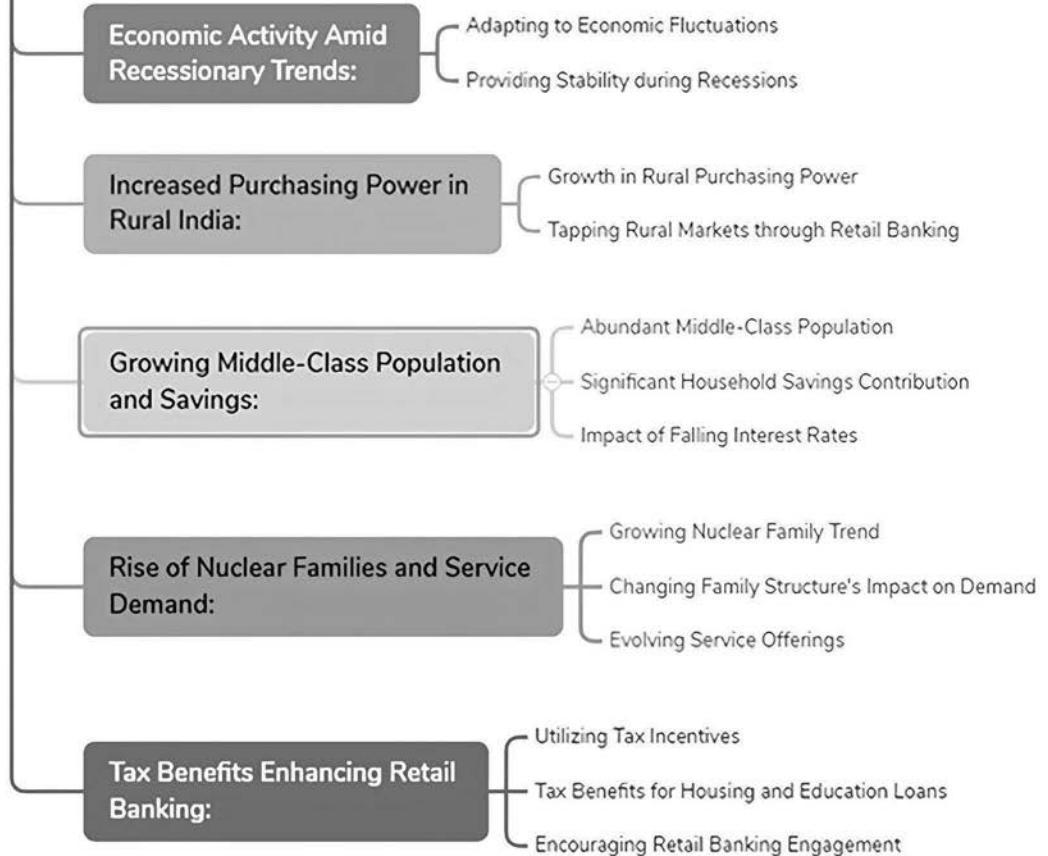 Economic Activity Amid
Recessionary Trends:
Adapting to Economic Fluctuations
Providing Stability during Recessions
Increased Purchasing Power in
Rural India:
Growth in Rural Purchasing Power
Tapping Rural Markets through Retail Banking
Growing Middle-Class Population
and Savings:
Abundant Middle-Class Population
Significant Household Savings Contribution
Impact of Falling Interest Rates
Rise of Nuclear Families and Service
Demand:
Growing Nuclear Family Trend
Changing Family Structure's Impact on Demand
Evolving Service Offerings
Tax Benefits Enhancing Retail
Banking:
Utilizing Tax Incentives
Tax Benefits for Housing and Education Loans
Encouraging Retail Banking Engagement